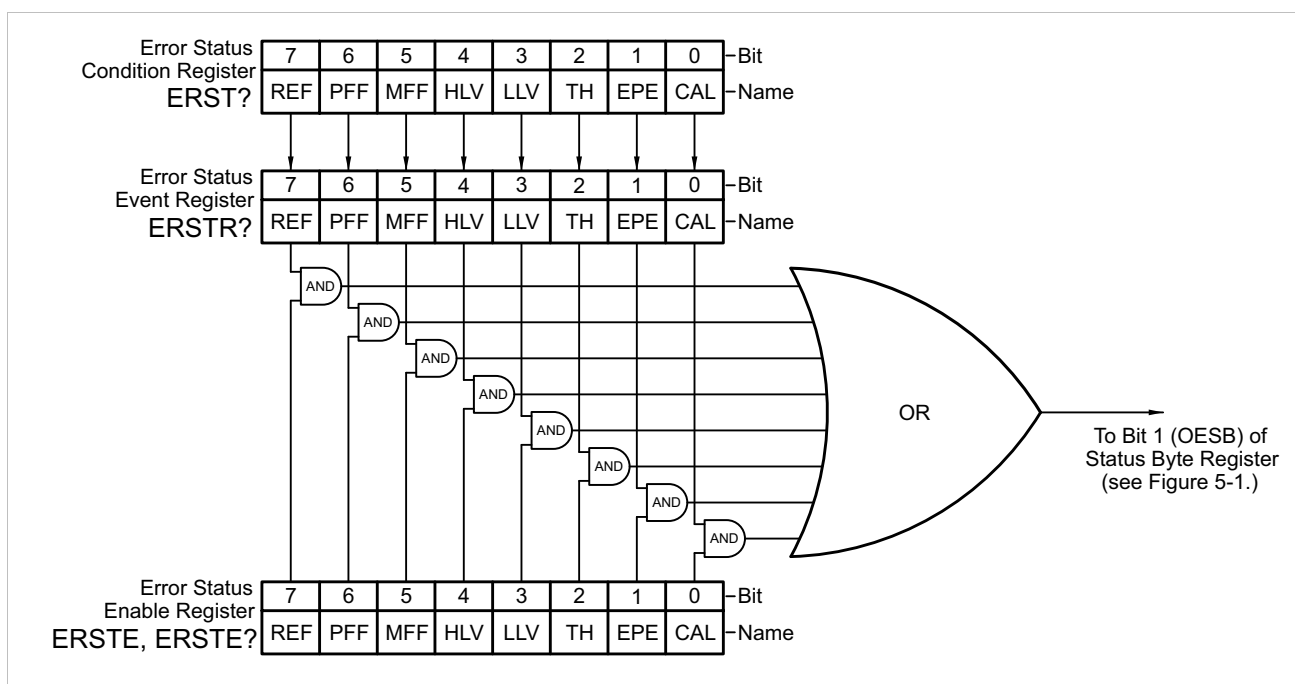 Error Status
Condition Register
ERST?
7 6 5 4 3 2 1 0 Bit
REF PFF MFF HLV LLV TH EPE CAL Name
Error Status
Event Register
ERSTR?
7 6 5 4 3 2 1 0 Bit
REF PFF MFF HLV LLV TH EPE CAL Name
AND
AND
AND
AND
AND
AND
AND
AND
OR
To Bit 1 (OESB) of
Status Byte Register
(see Figure 5-1.)
Error Status
Enable Register
ERSTE, ERSTE?
7 6 5 4 3 2 1 0 Bit
REF PFF MFF HLV LLV TH EPE CAL Name